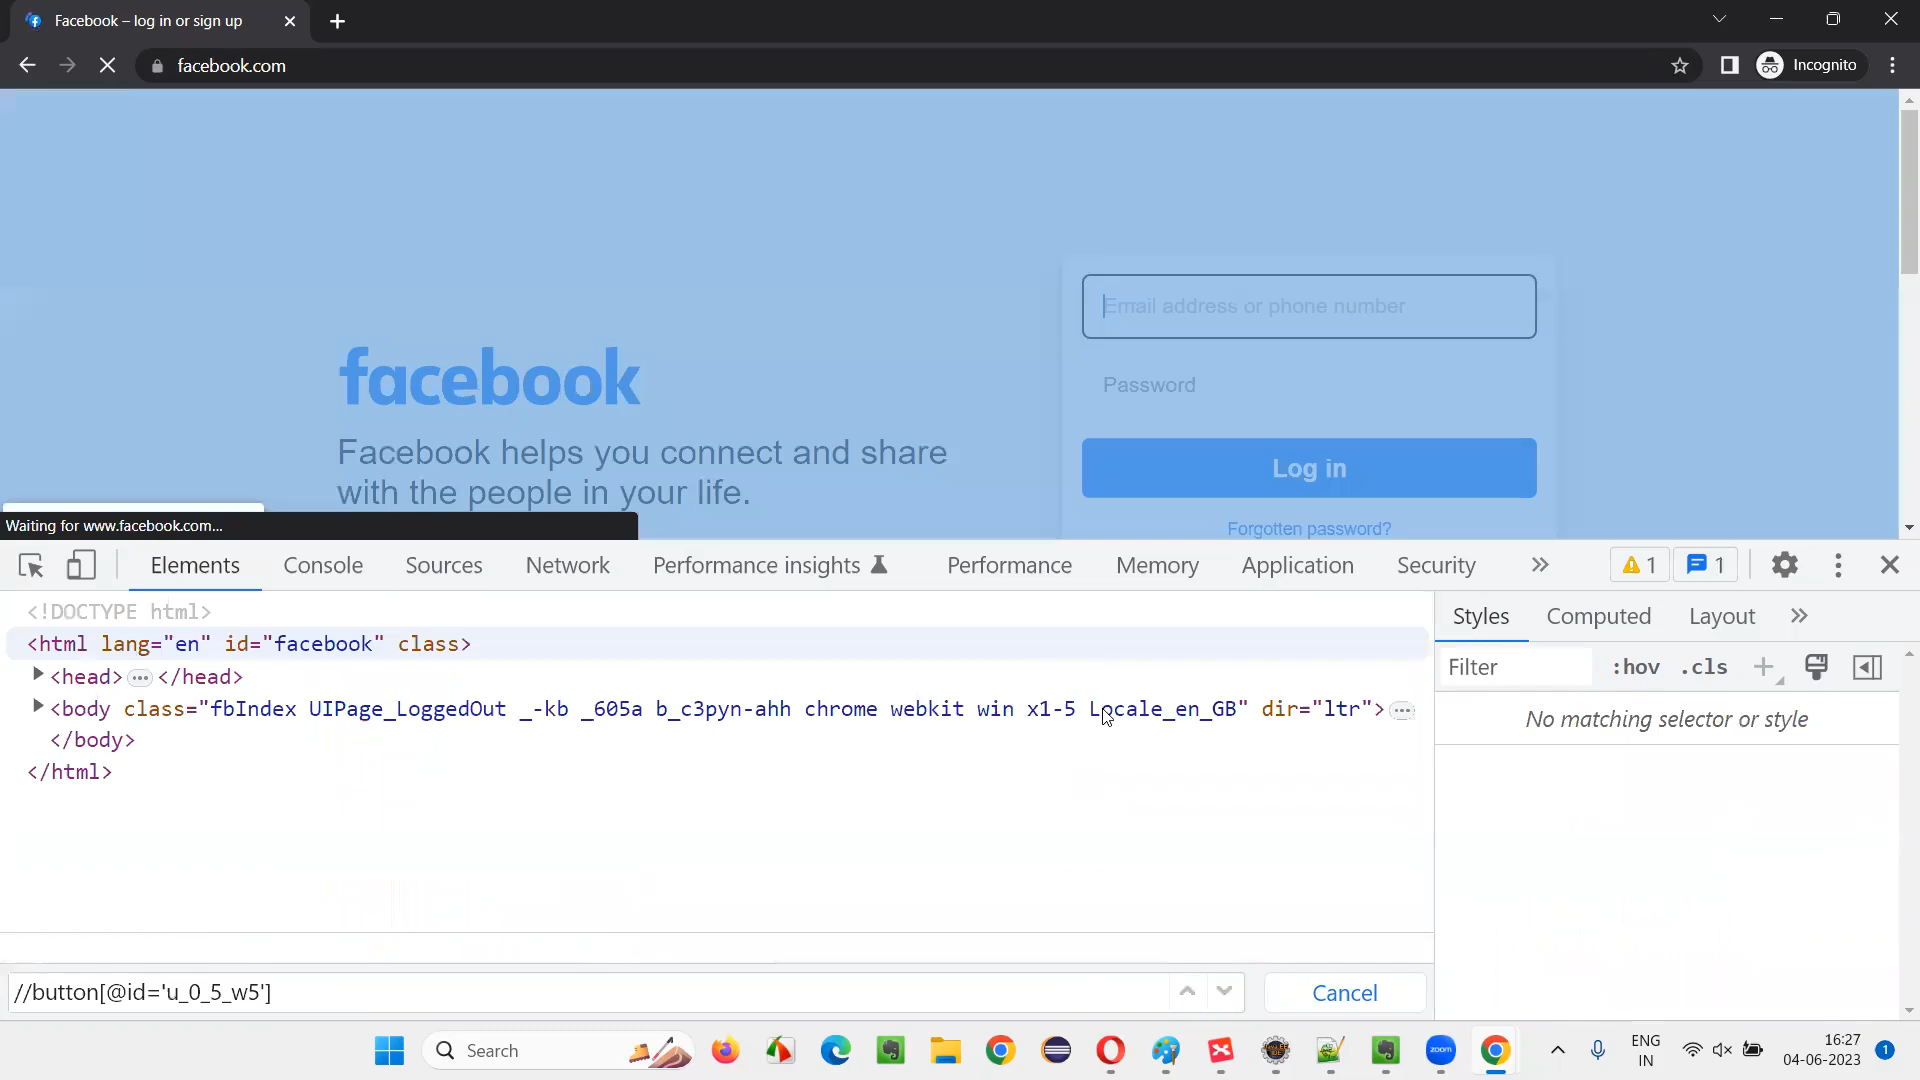 Facebook – log in or sign up
facebook.com
Incognito
Email address or phone number
facebook
Password
Facebook helps you connect and share
with the people in your life.
Log in
Forgotten password?
Waiting for www.facebook.com...
Elements Console Sources Network Performance insights Performance Memory Application Security
1 1
<!DOCTYPE html>
<html lang="en" id="facebook" class>
<head>…</head>
<body class="fbIndex UIPage_LoggedOut _-kb _605a b_c3pyn-ahh chrome webkit win x1-5 Locale_en_GB" dir="ltr">…
</body>
</html>
Styles Computed Layout
Filter :hov .cls
No matching selector or style
//button[@id='u_0_5_w5']
Cancel
Search
zoom
ENG
IN
16:27
04-06-2023
1